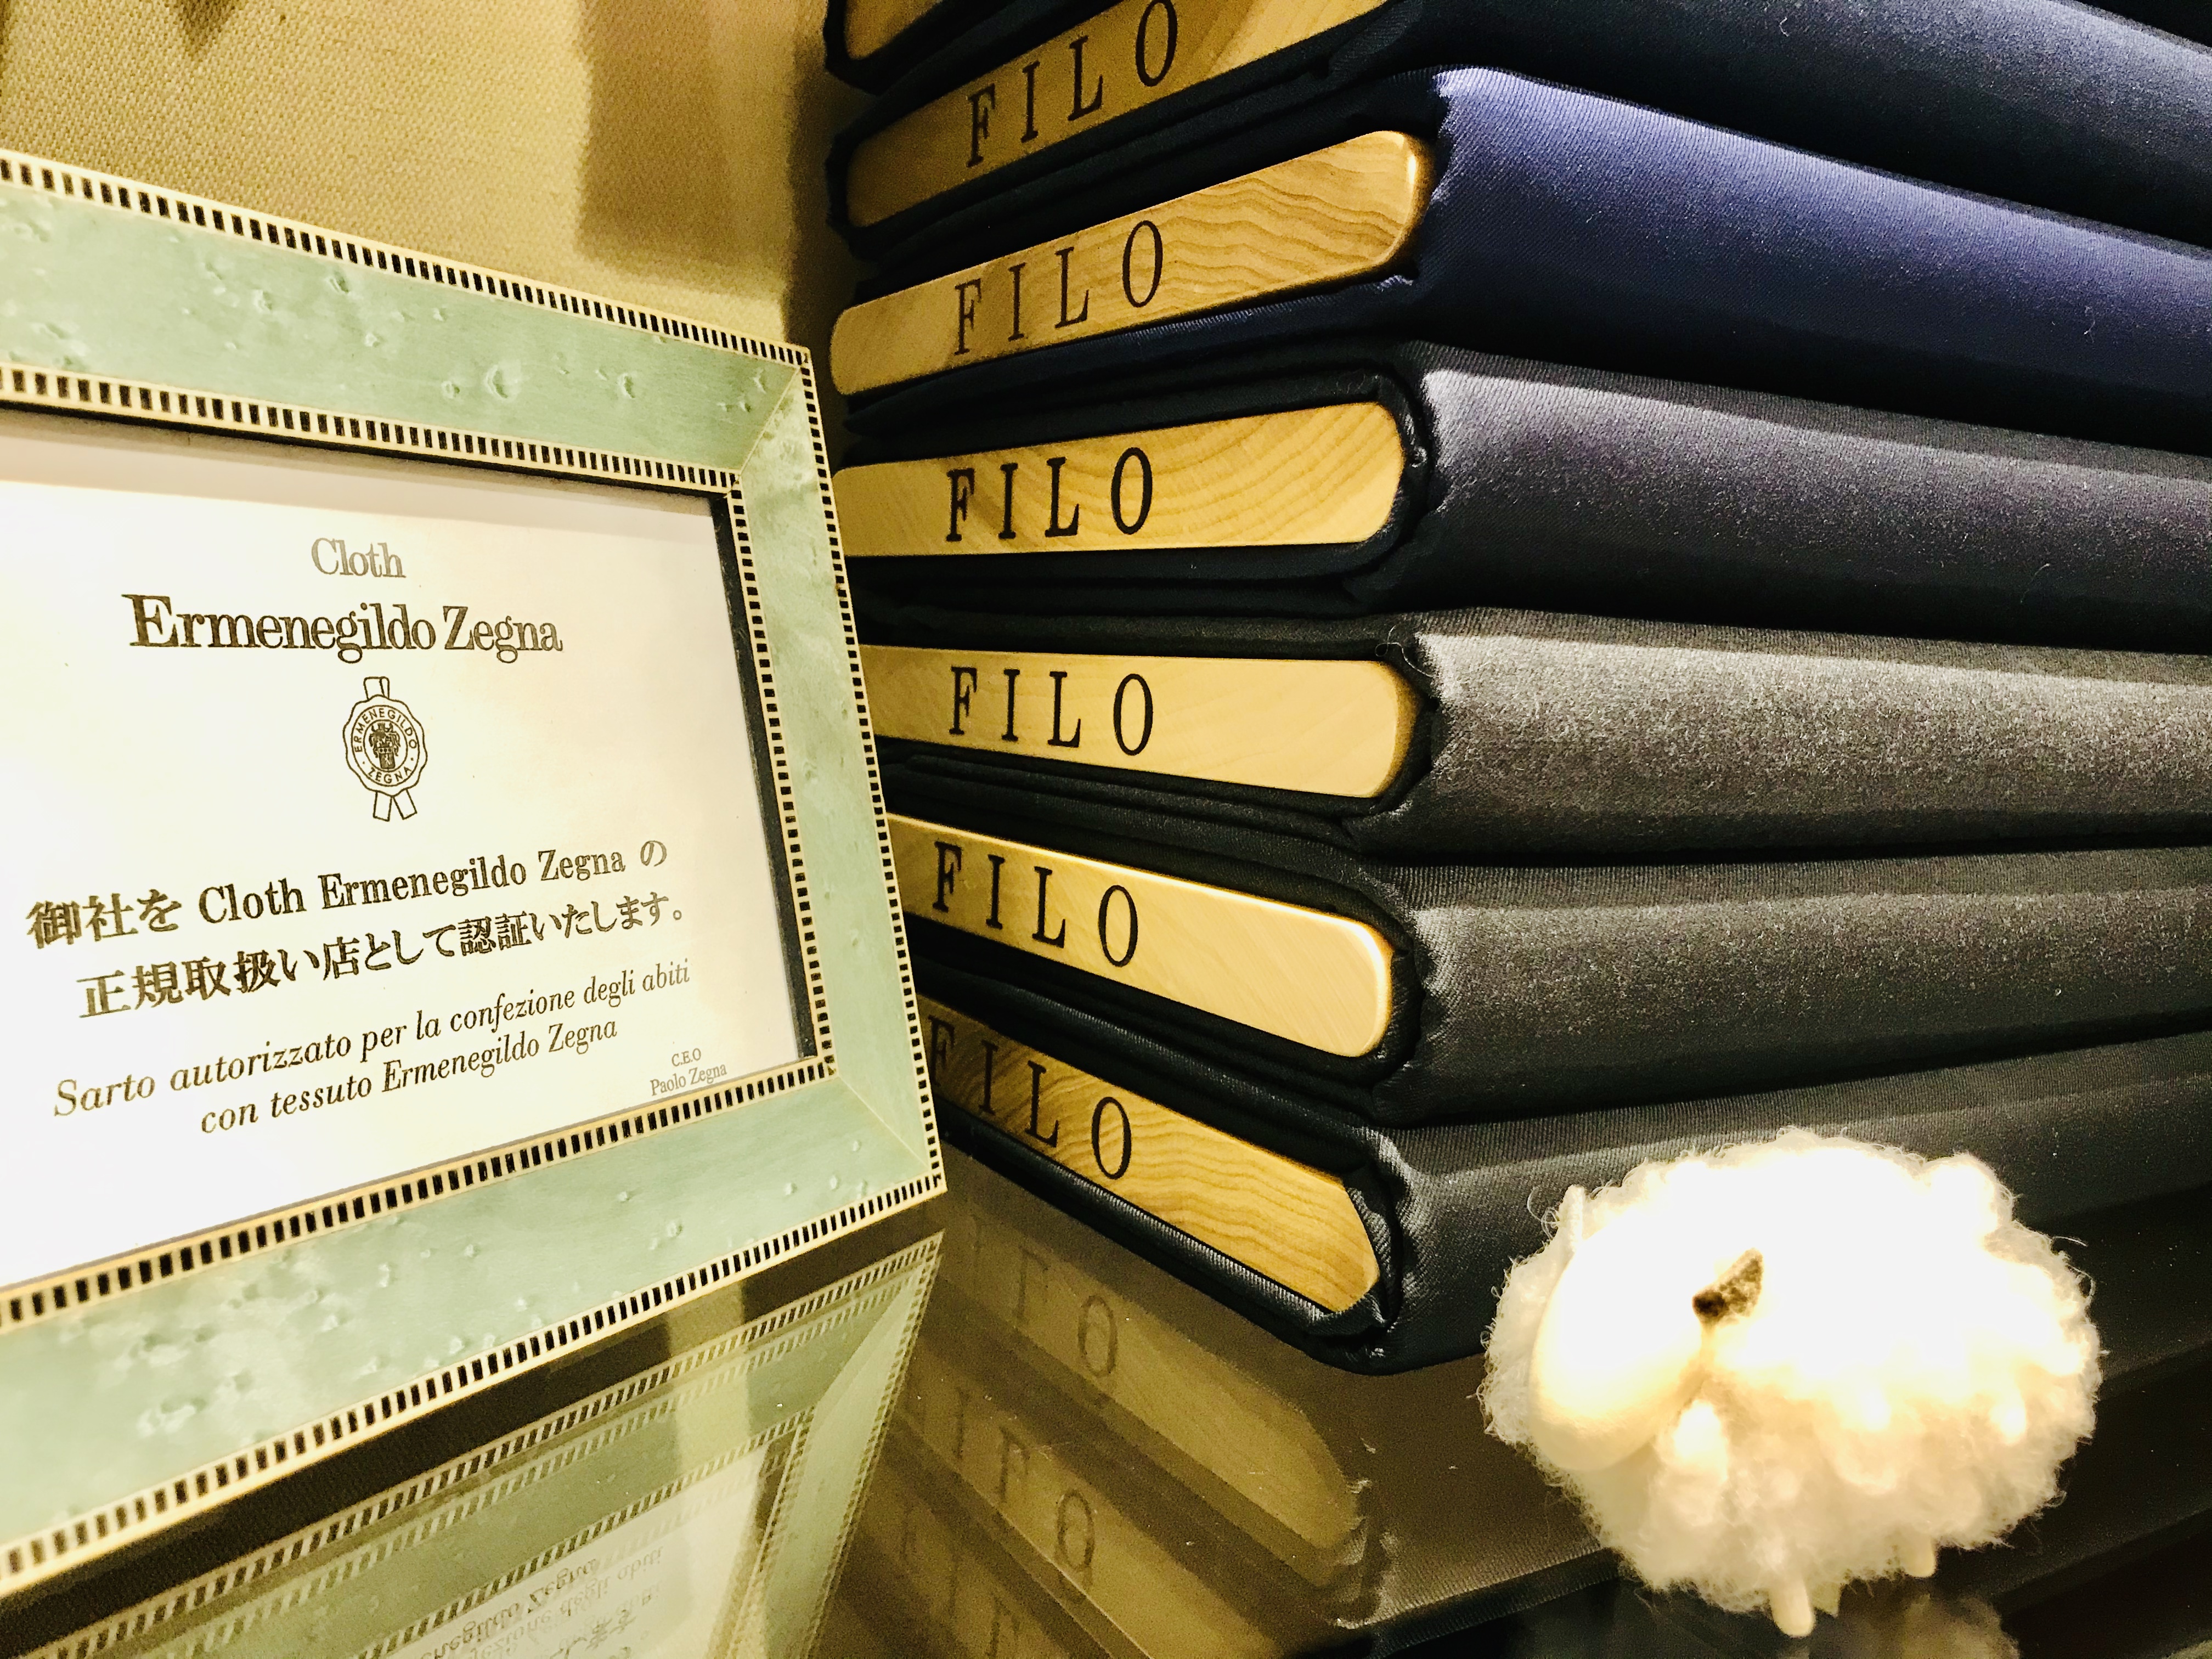 Cloth
Ermenegildo Zegna
ERMENEGILDO
ZEGNA
御社を Cloth Ermenegildo Zegna の
正規取扱い店として認証いたします。
Sarto autorizzato per la confezione degli abiti
con tessuto Ermenegildo Zegna
C.E.O
Paolo Zegna
FILO
FILO
FILO
FILO
FILO
FILO